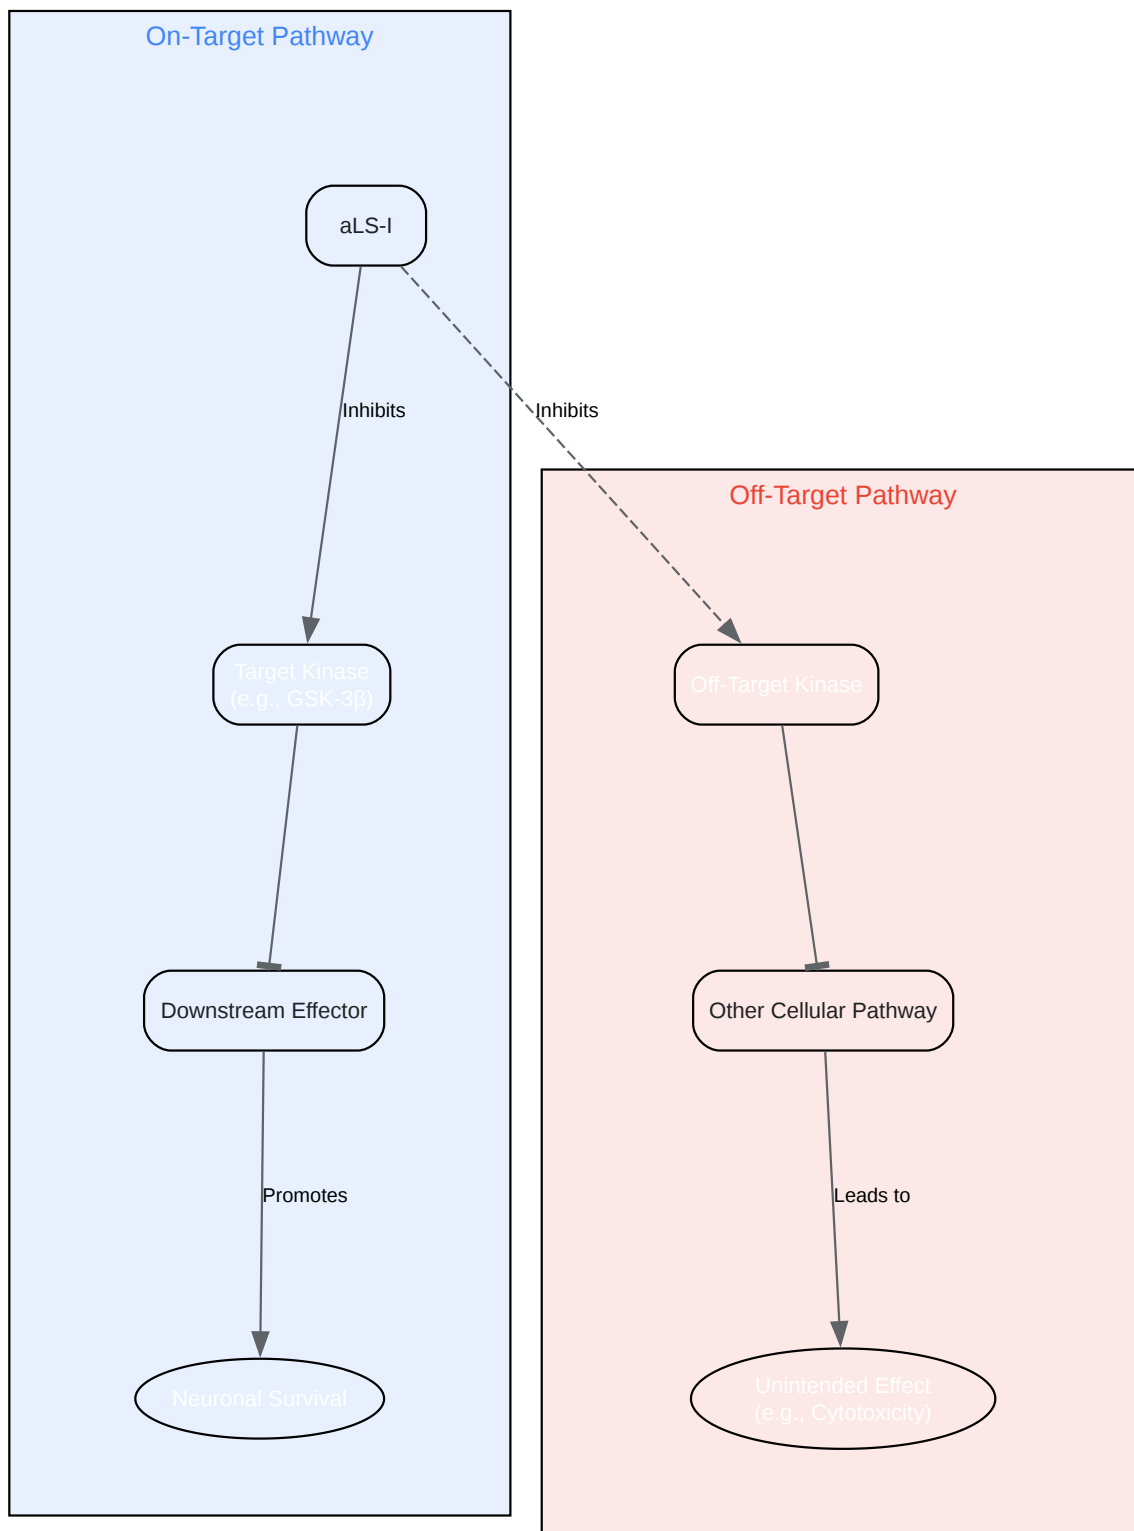 On-Target Pathway
aLS-I
Inhibits
Inhibits
Off-Target Pathway
Target Kinase
(e.g., GSK-3β)
Off-Target Kinase
Downstream Effector
Other Cellular Pathway
Promotes
Leads to
Neuronal Survival
Unintended Effect
(e.g., Cytotoxicity)